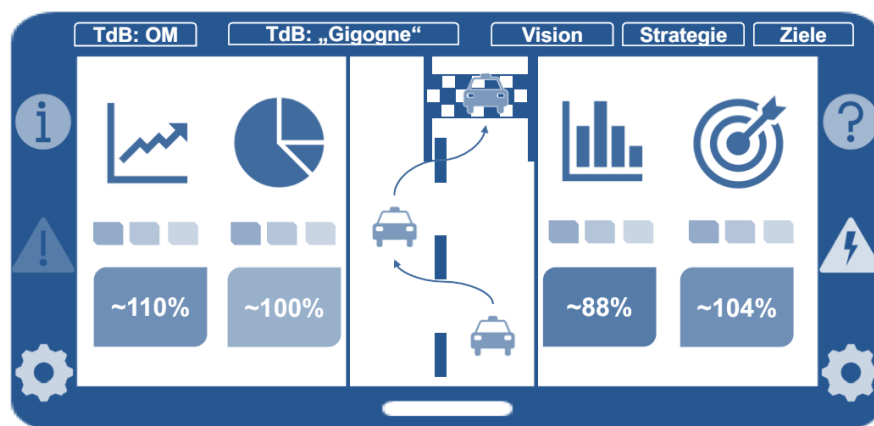 TdB: OM
TdB: „Gigogne“
Vision
Strategie
Ziele
i
?
!
~110%
~100%
~88%
~104%